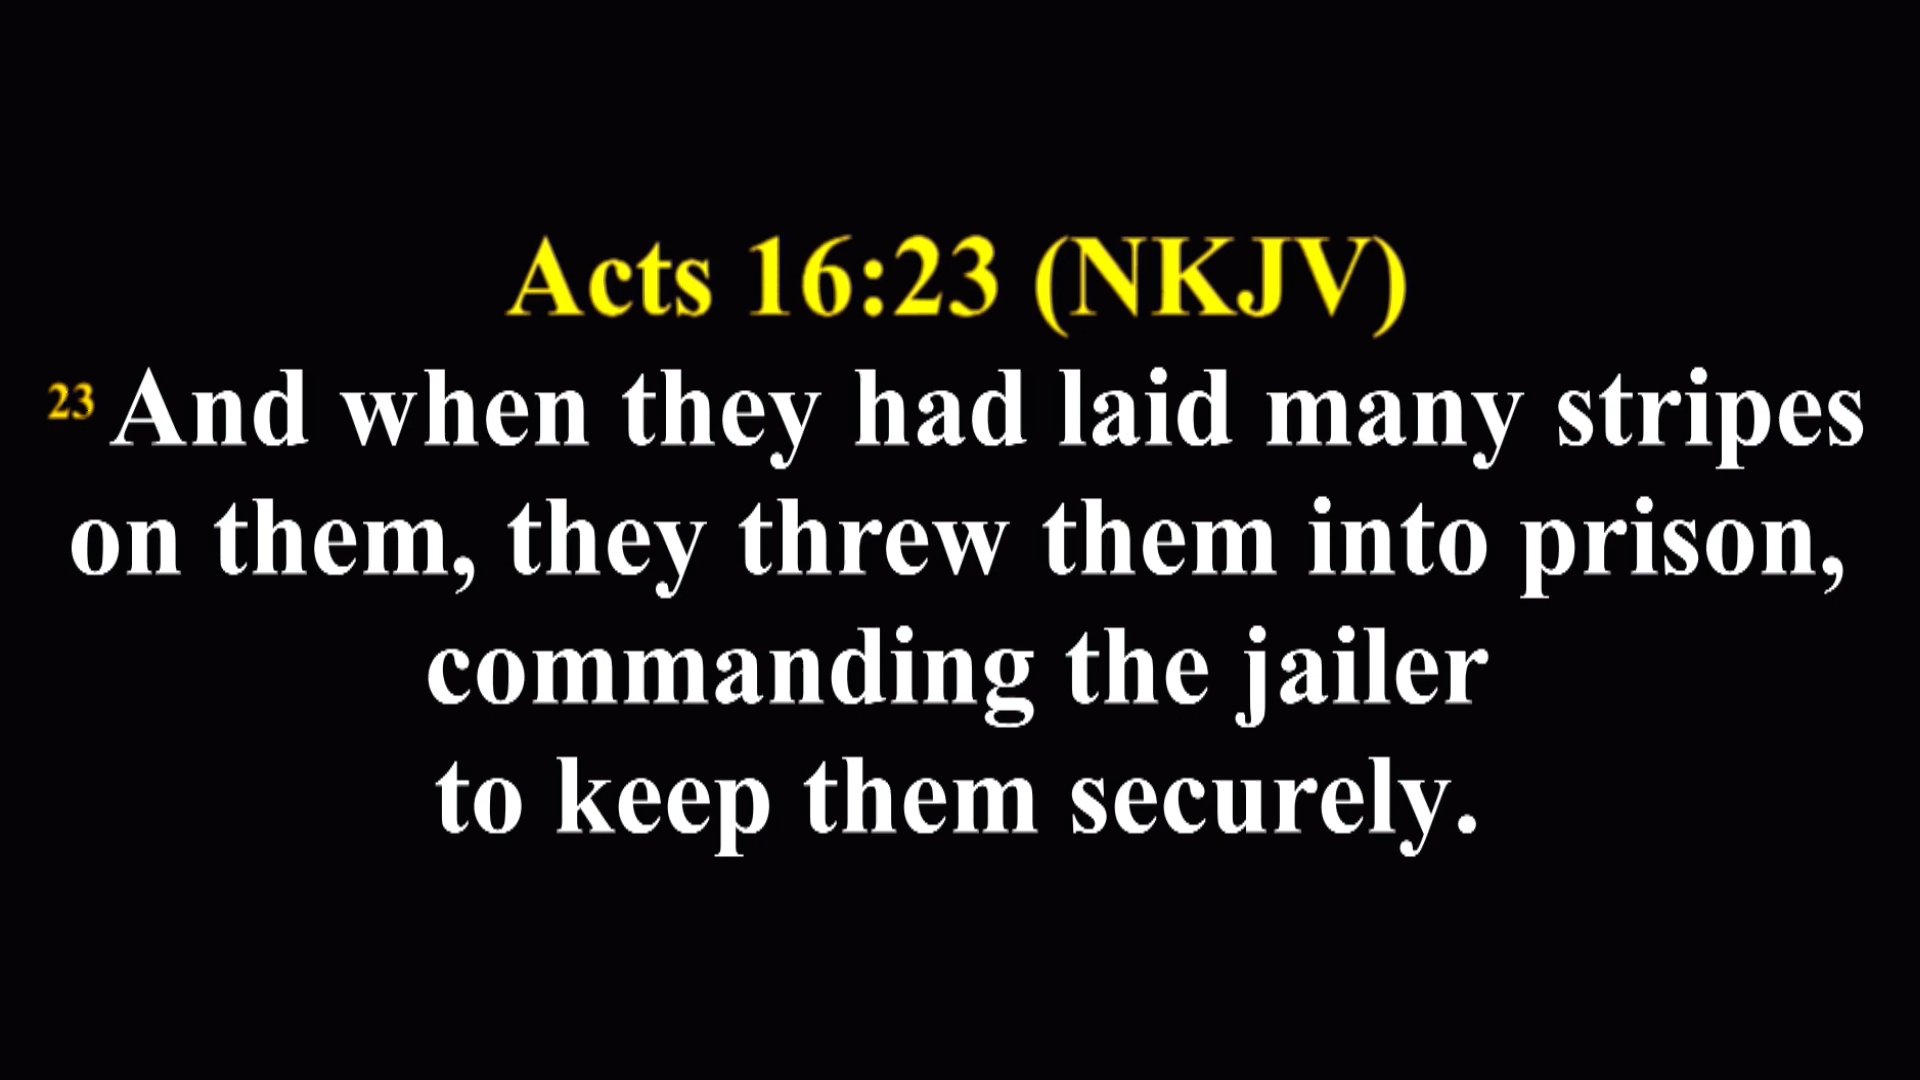 Acts 16:23 (NKJV)
23 And when they had laid many stripes
on them, they threw them into prison,
commanding the jailer
to keep them securely.